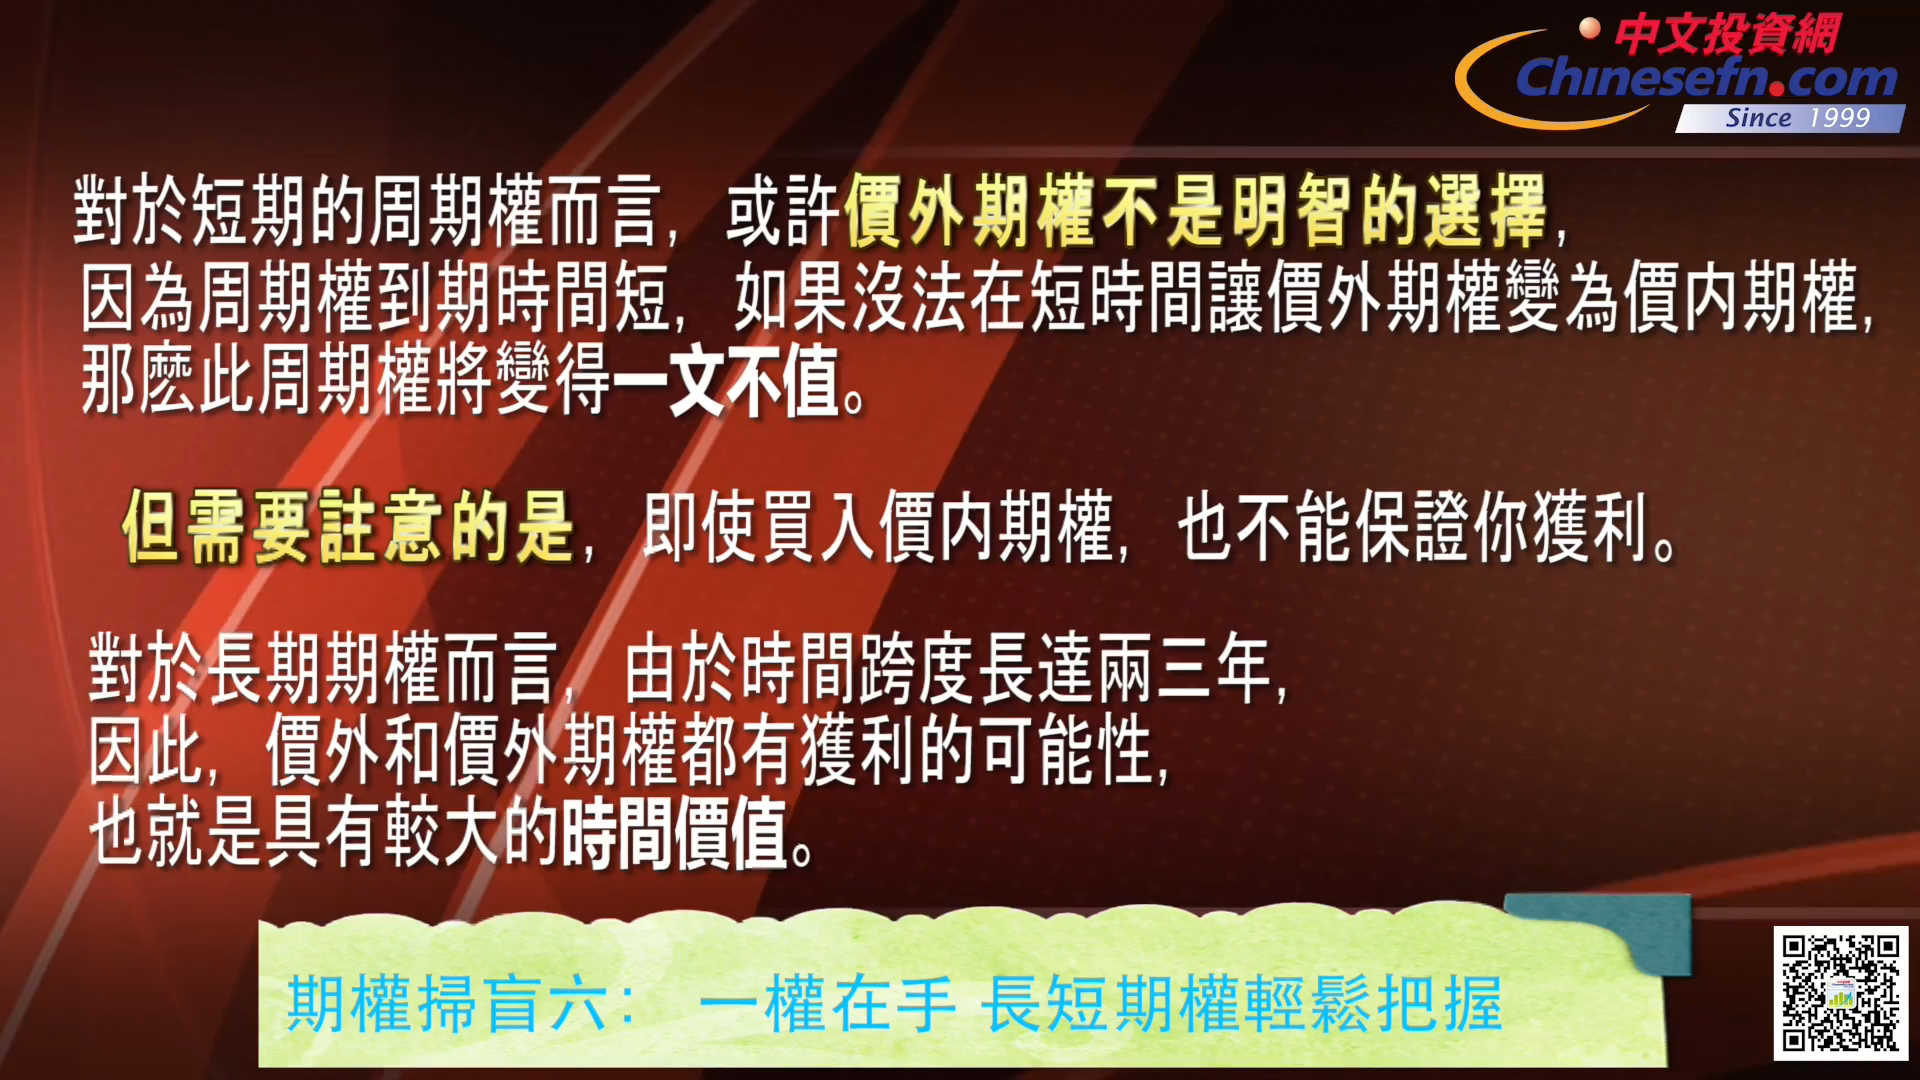 中文投資網
Chinesefn.com
Since 1999
對於短期的周期權而言，或許價外期權不是明智的選擇，
因為周期權到期時間短，如果沒法在短時間讓價外期權變為價内期權，
那麽此周期權將變得一文不值。
但需要註意的是，即使買入價内期權，也不能保證你獲利。
對於長期期權而言，由於時間跨度長達兩三年，
因此，價外和價外期權都有獲利的可能性，
也就是具有較大的時間價值。
期權掃盲六： 一權在手 長短期權輕鬆把握